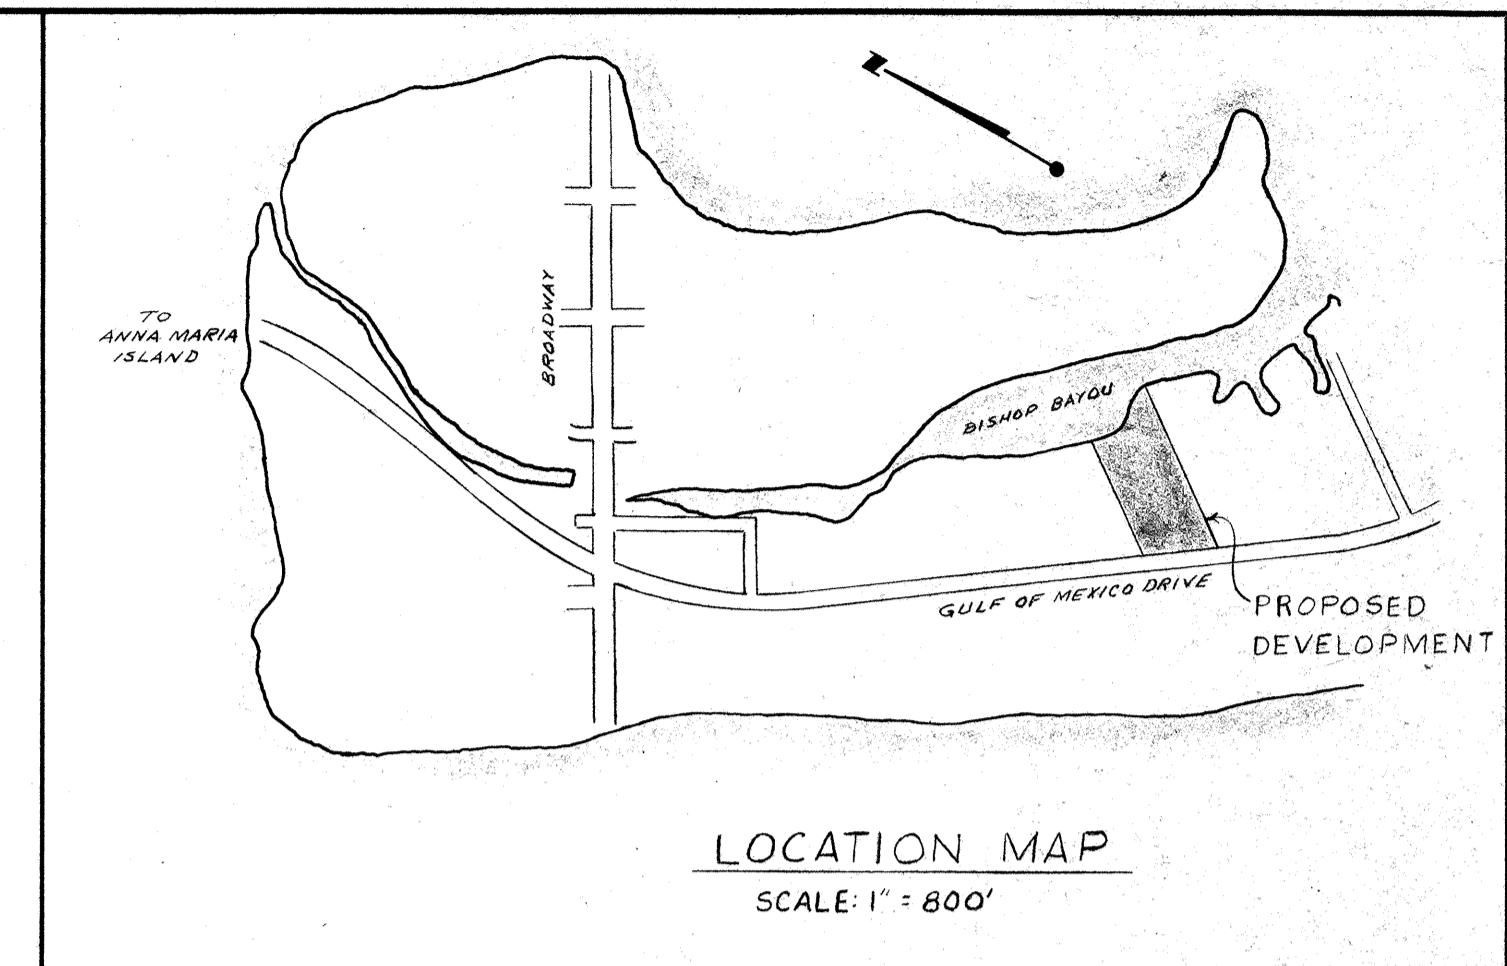 N
TO
ANNA MARIA
ISLAND
BROADWAY
BISHOP BAYOU
GULF OF MEXICO DRIVE
PROPOSED
DEVELOPMENT
LOCATION MAP
SCALE: 1" = 800'